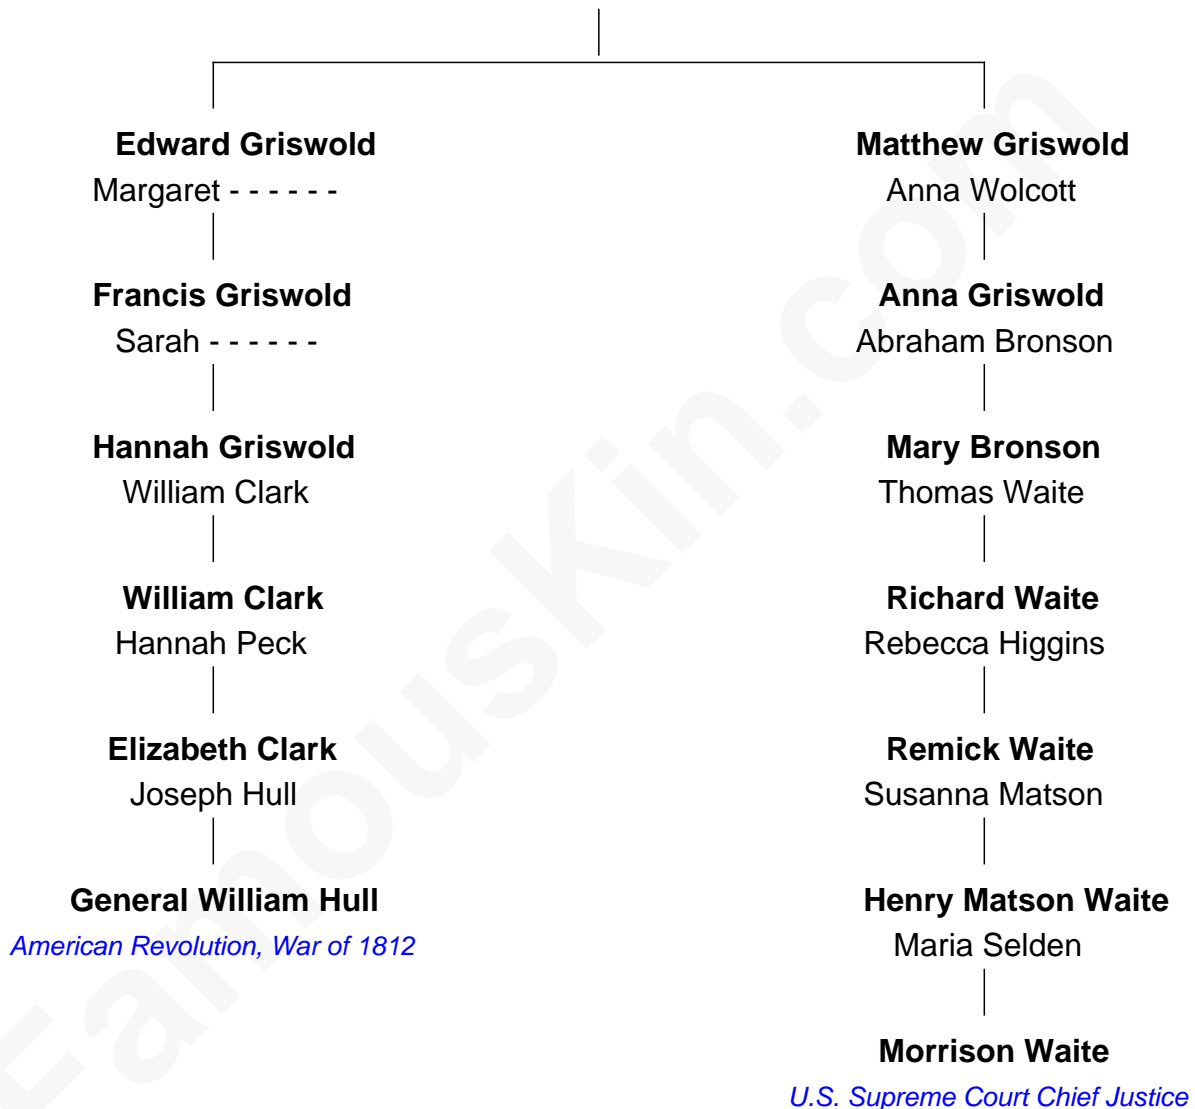 Edward Griswold
Margaret - - - - - -
Francis Griswold
Sarah - - - - - -
Hannah Griswold
William Clark
William Clark
Hannah Peck
Elizabeth Clark
Joseph Hull
General William Hull
American Revolution, War of 1812
Matthew Griswold
Anna Wolcott
Anna Griswold
Abraham Bronson
Mary Bronson
Thomas Waite
Richard Waite
Rebecca Higgins
Remick Waite
Susanna Matson
Henry Matson Waite
Maria Selden
Morrison Waite
U.S. Supreme Court Chief Justice
FamousKin.com